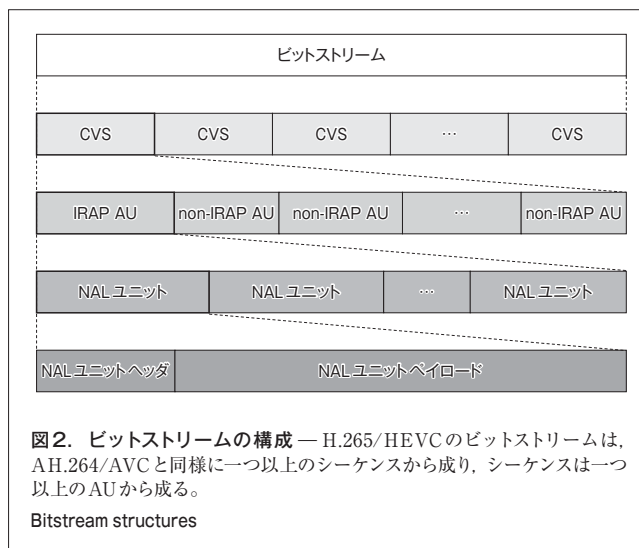 ビットストリーム
CVS CVS CVS … CVS
IRAP AU non-IRAP AU non-IRAP AU … non-IRAP AU
NALユニット NALユニット … NALユニット
NALユニットヘッダ NALユニットペイロード
図2. ビットストリームの構成 — H.265/HEVCのビットストリームは,
AH.264/AVCと同様に一つ以上のシーケンスから成り, シーケンスは一つ
以上のAUから成る。
Bitstream structures